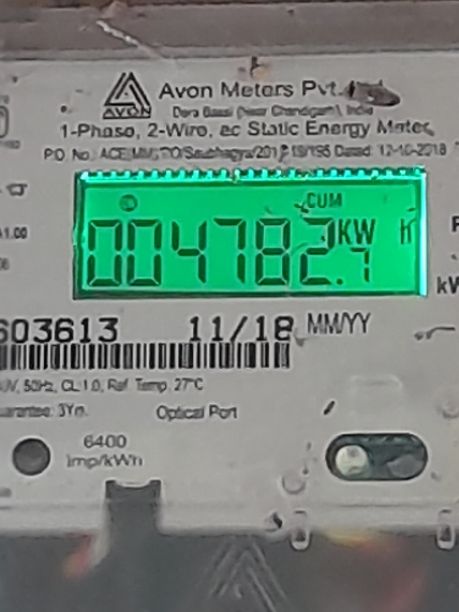 AVON
Avon Meters Pvt.
Dera Bassi (Near Chandigarh), India
1-Phase, 2-Wire, ac Static Energy Meter
P.O. No. Dated: 12-10-2018
CUM
004782.7 KW h
603613 11/18 MM/YY
50Hz, CL 1.0, Ref. Temp. 27°C
3Yrs. Optical Port
6400
Imp/kWh